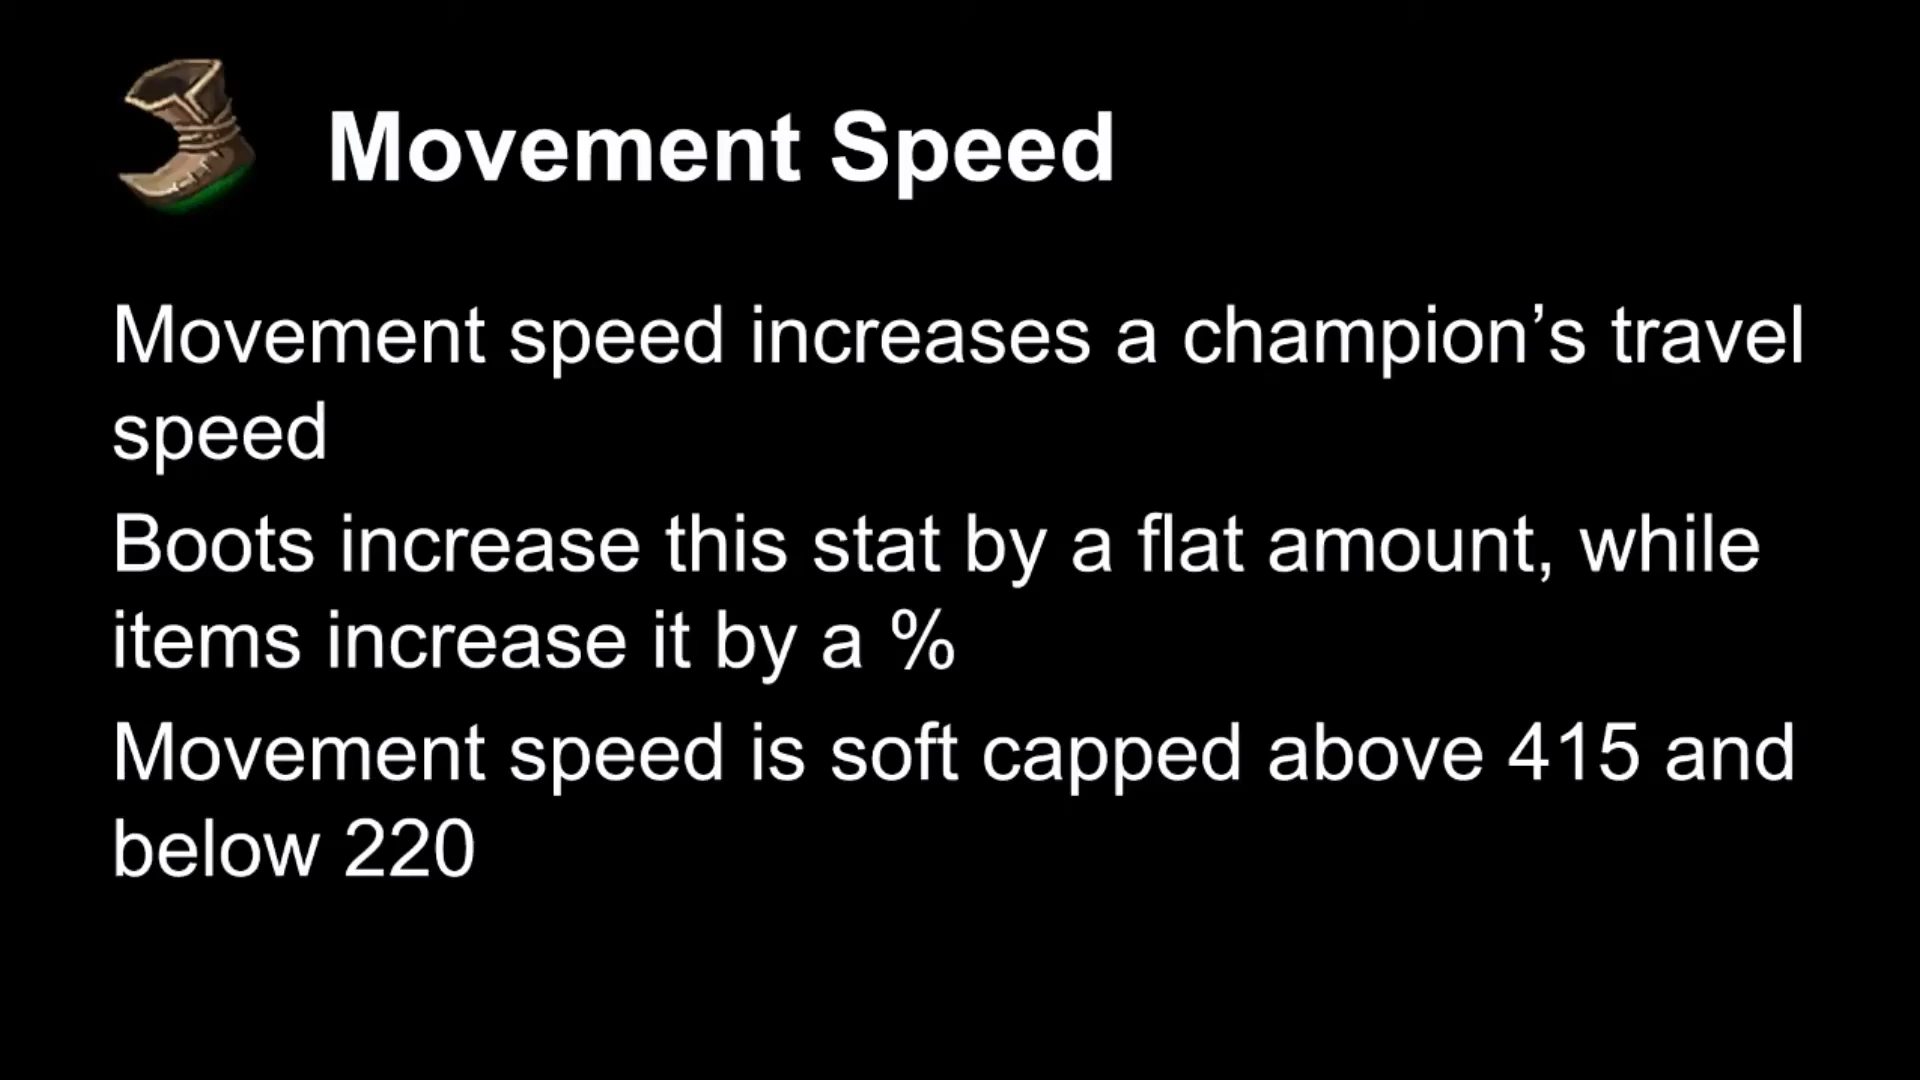 Movement Speed
Movement speed increases a champion’s travel
speed
Boots increase this stat by a flat amount, while
items increase it by a %
Movement speed is soft capped above 415 and
below 220